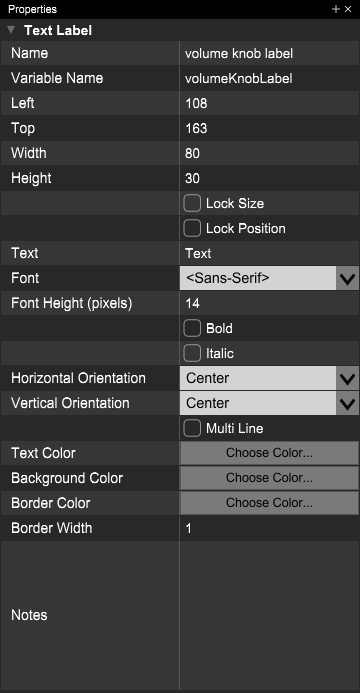 Properties + ×
Text Label
Name volume knob label
Variable Name volumeKnobLabel
Left 108
Top 163
Width 80
Height 30
Lock Size
Lock Position
Text Text
Font <Sans-Serif>
Font Height (pixels) 14
Bold
Italic
Horizontal Orientation Center
Vertical Orientation Center
Multi Line
Text Color Choose Color...
Background Color Choose Color...
Border Color Choose Color...
Border Width 1
Notes